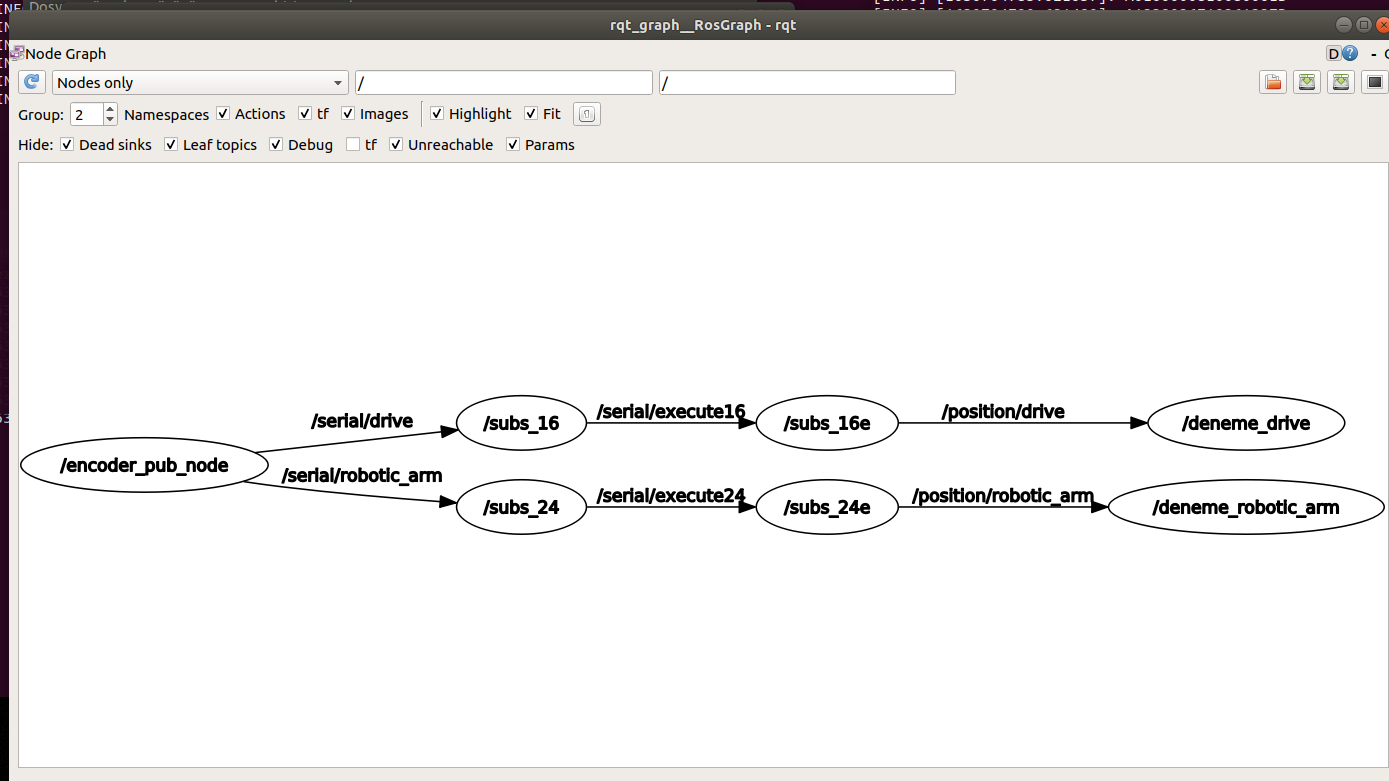 rqt_graph__RosGraph - rqt
Node Graph
D ? -
Nodes only / /
Group: 2 Namespaces Actions tf Images Highlight Fit
Hide: Dead sinks Leaf topics Debug tf Unreachable Params
/serial/drive
/subs_16
/serial/execute16
/subs_16e
/position/drive
/deneme_drive
/encoder_pub_node
/serial/robotic_arm
/subs_24
/serial/execute24
/subs_24e
/position/robotic_arm
/deneme_robotic_arm